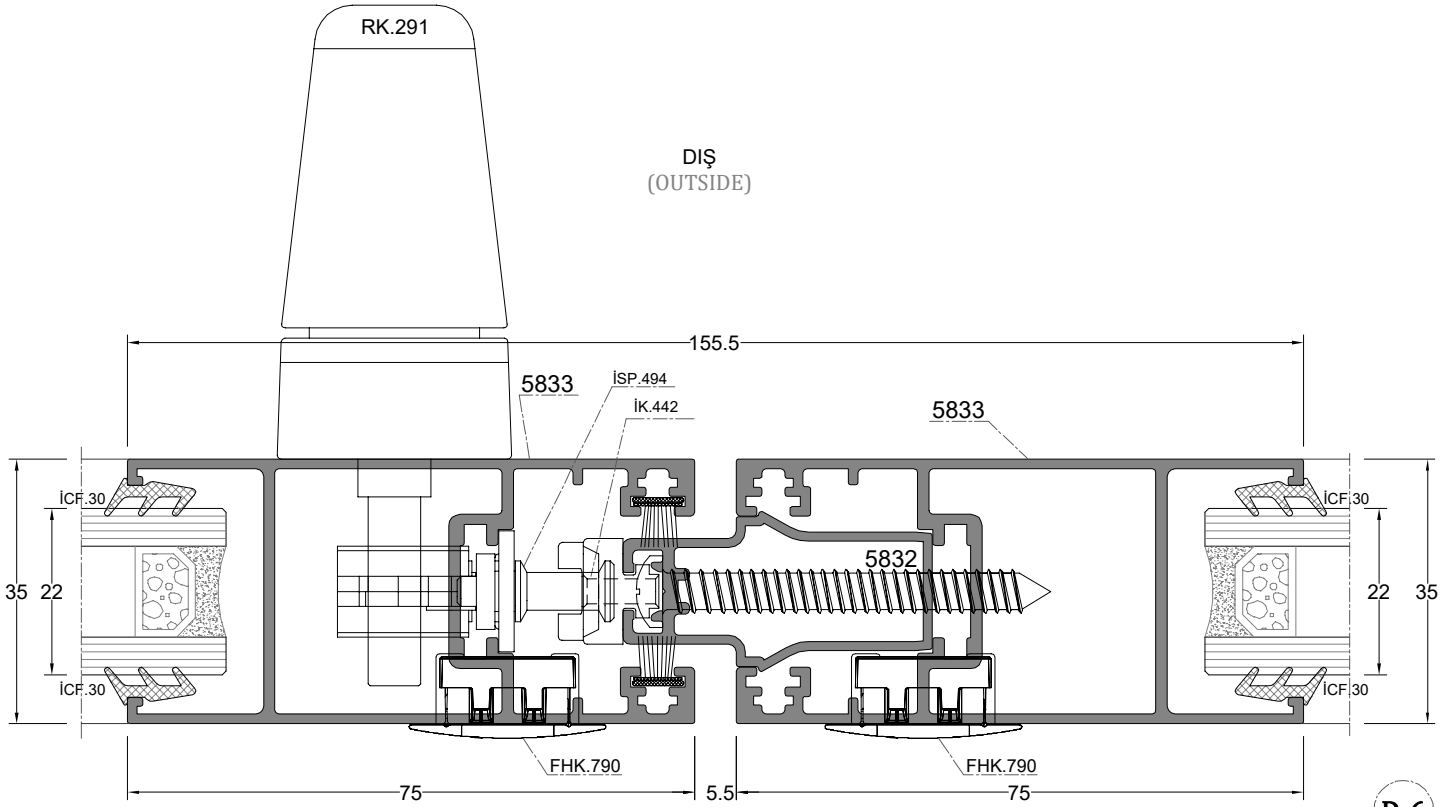 RK.291
DIŞ
(OUTSIDE)
155.5
5833
İSP.494
İK.442
5833
İCF.30
İCF.30
5832
35
22
22
35
İCF.30
İCF.30
FHK.790
FHK.790
75
5.5
75